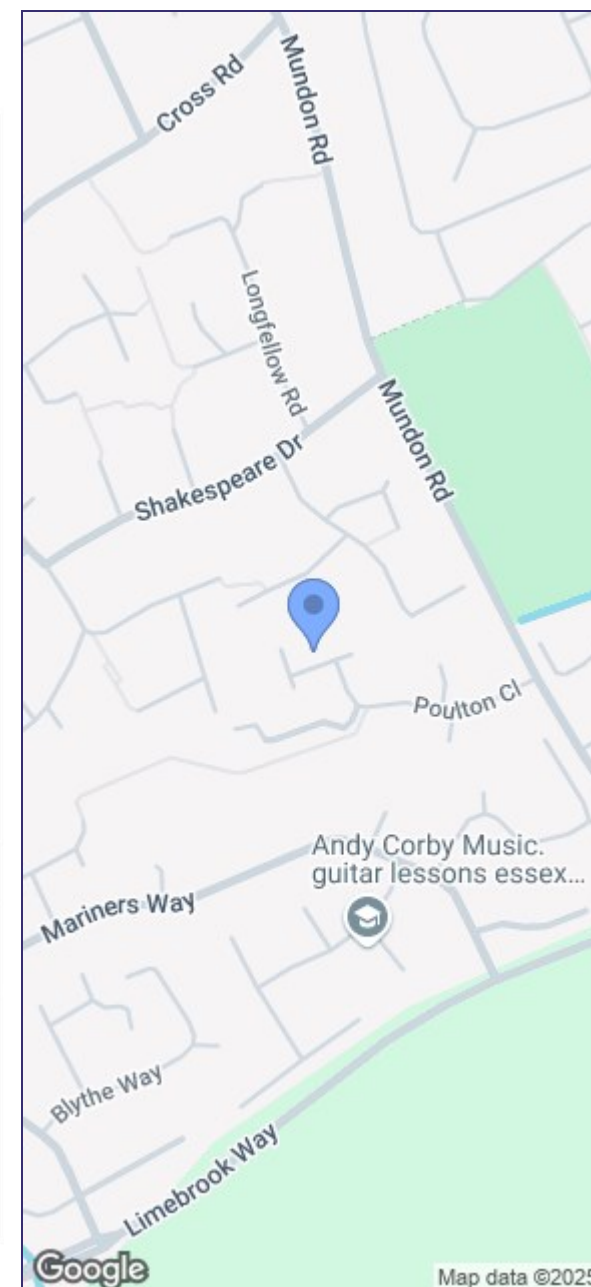 Cross Rd
Mundon Rd
Longfellow Rd
Mundon Rd
Shakespeare Dr
Poulton Cl
Andy Corby Music.
guitar lessons essex...
Mariners Way
Blythe Way
Limebrook Way
Google
Map data ©2025